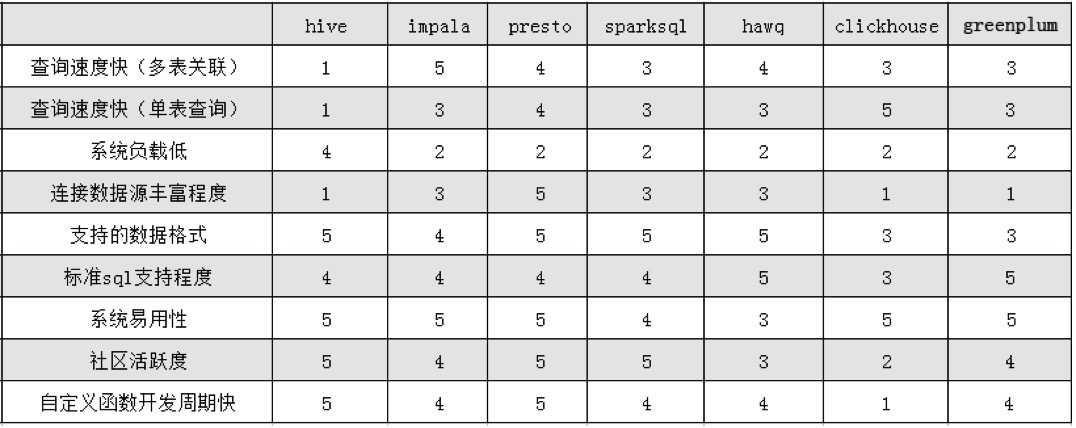 hive impala presto sparksql hawq clickhouse greenplum
查询速度快（多表关联） 1 5 4 3 4 3 3
查询速度快（单表查询） 1 3 4 3 3 5 3
系统负载低 4 2 2 2 2 2 2
连接数据源丰富程度 1 3 5 3 3 1 1
支持的数据格式 5 4 5 5 5 3 3
标准sql支持程度 4 4 4 4 5 3 5
系统易用性 5 5 5 4 3 5 5
社区活跃度 5 4 5 5 3 2 4
自定义函数开发周期快 5 4 5 4 4 1 4